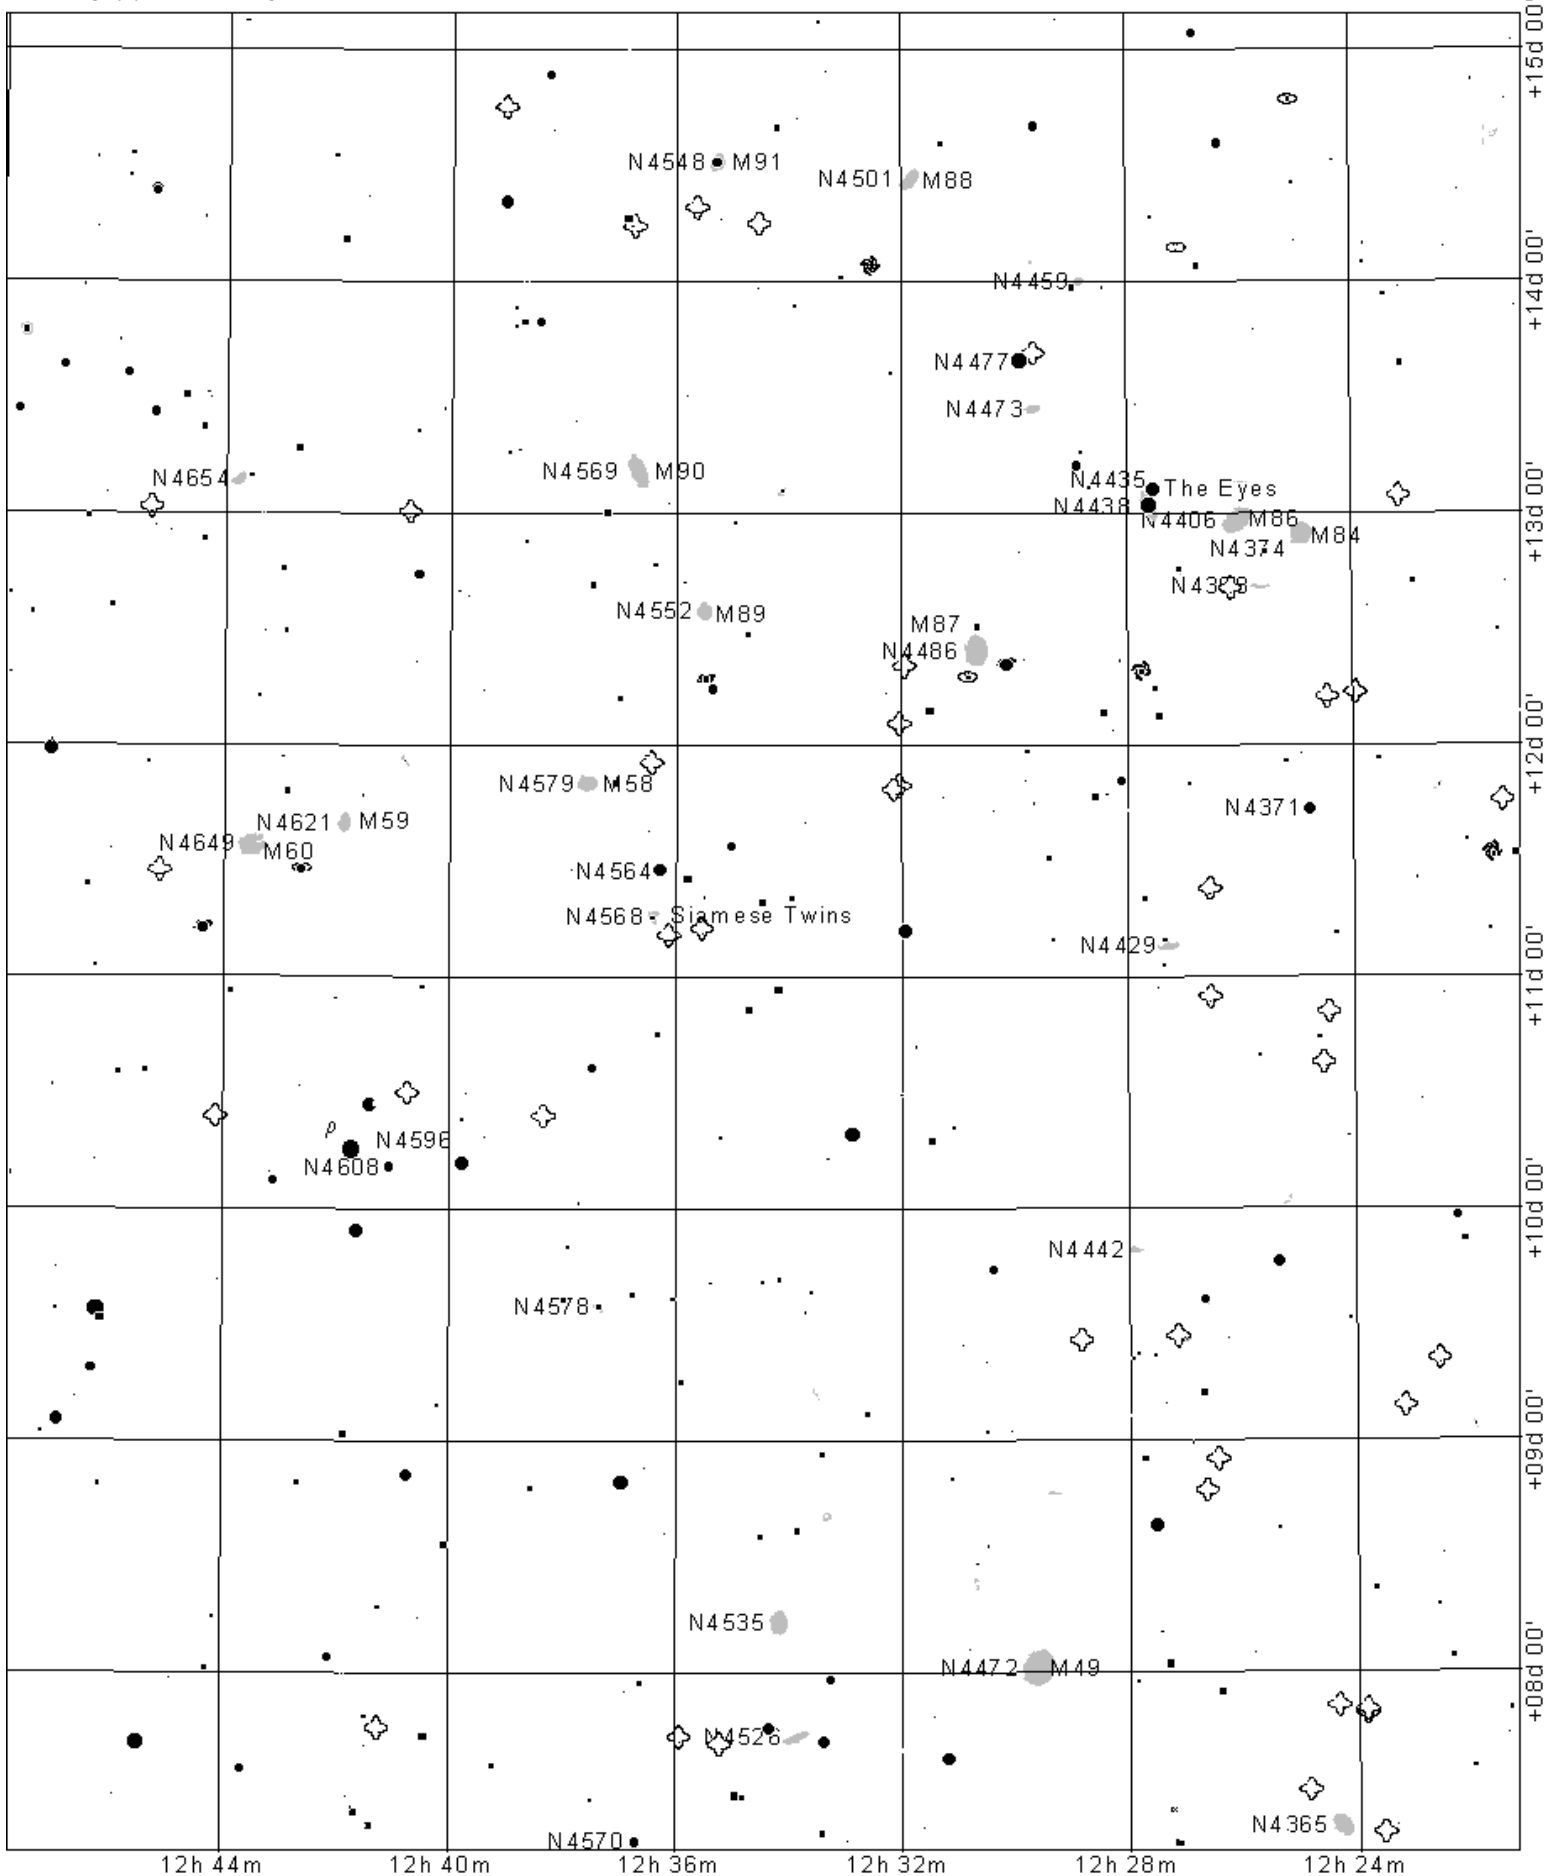 +15d 00'
N4548 M91
N4501 M88
+14d 00'
N4459
N4477
N4473
N4654
N4569 M90
N4435
The Eyes
N4438
+13d 00'
N4406 M86
M84
N4374
N4552 M89
M87
N4486
+12d 00'
N4579 M58
N4371
N4621 M59
N4649
M60
N4564
N4568 Siamese Twins
N4429
+11d 00'
ρ
N4596
N4608
+10d 00'
N4442
N4578
+09d 00'
N4535
N4472 M49
+08d 00'
N4526
N4365
N4570
12h 44m 12h 40m 12h 36m 12h 32m 12h 28m 12h 24m